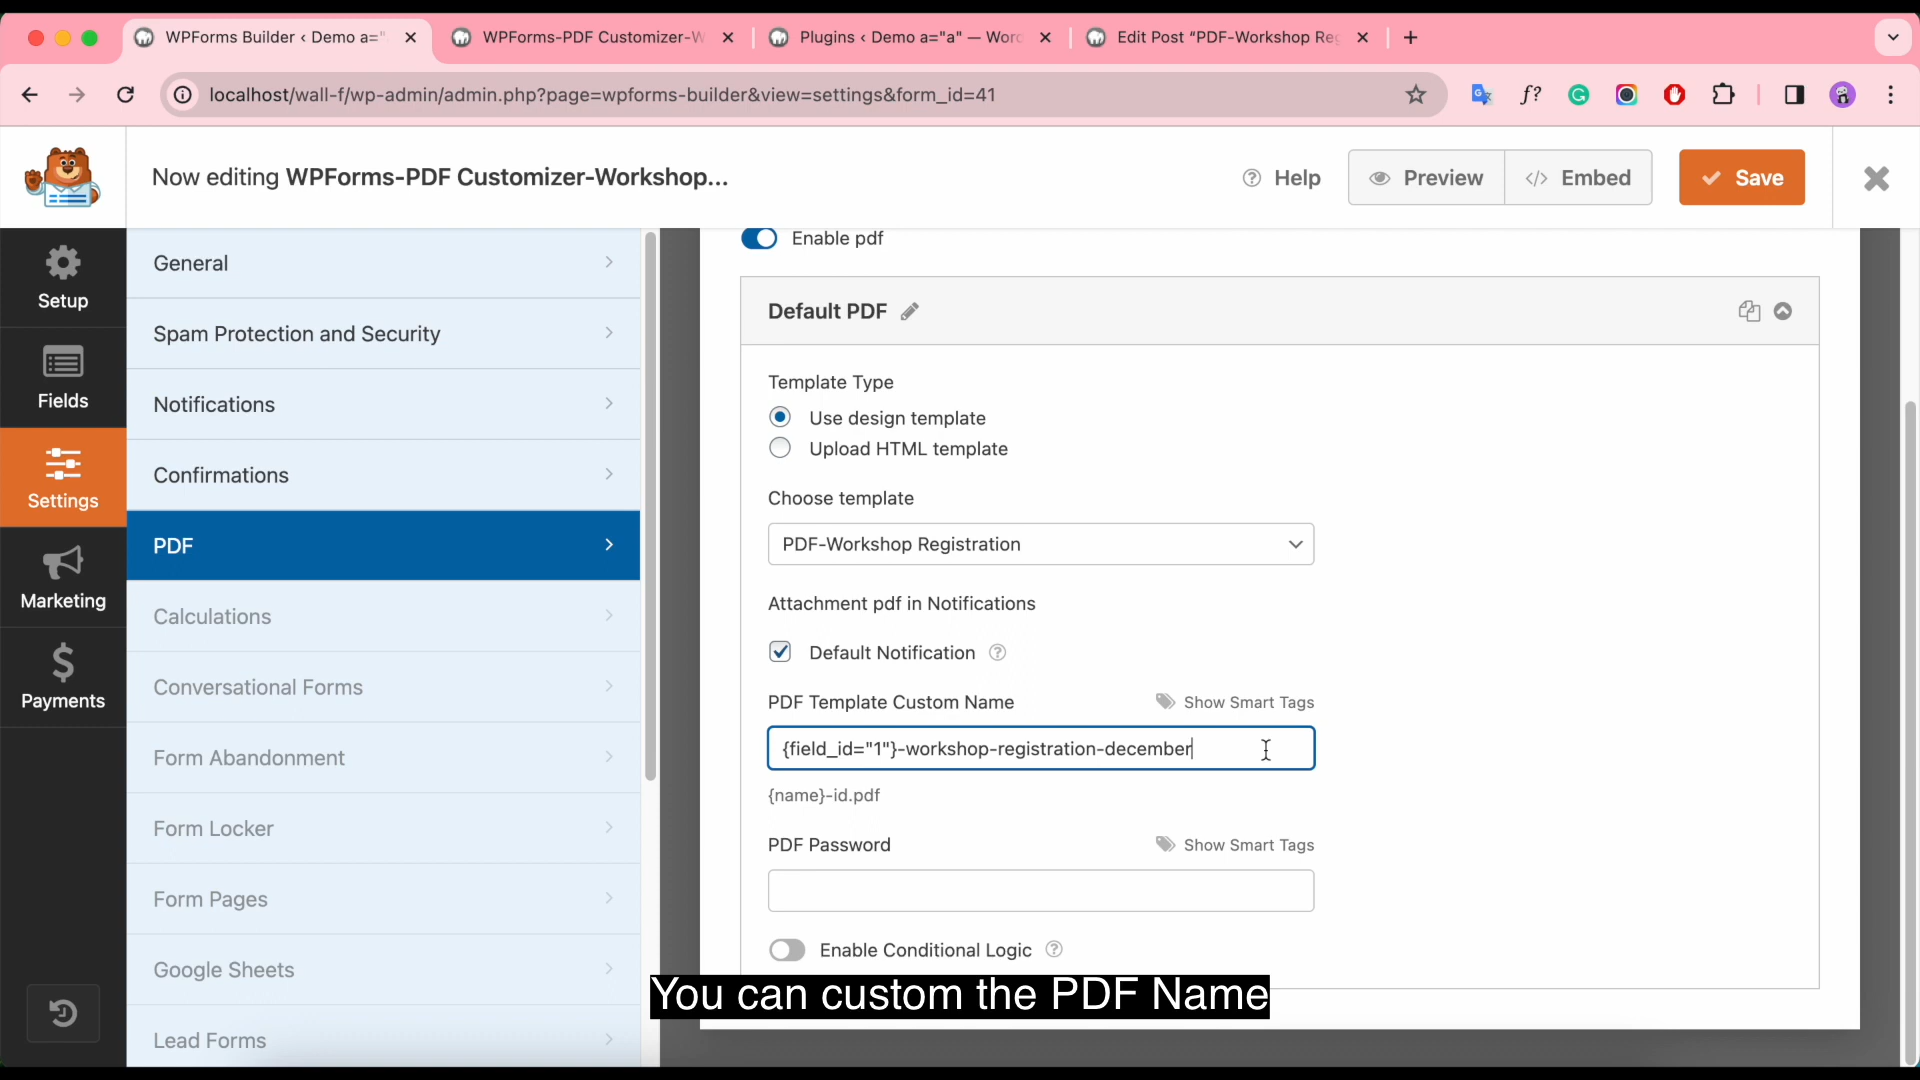 WPForms Builder ‹ Demo a="
WPForms-PDF Customizer-W
Plugins ‹ Demo a="a" — Word
Edit Post "PDF-Workshop Reg
localhost/wall-f/wp-admin/admin.php?page=wpforms-builder&view=settings&form_id=41
f?
Now editing WPForms-PDF Customizer-Workshop...
Help
Preview
</> Embed
Save
Setup
Fields
Settings
Marketing
Payments
General
Spam Protection and Security
Notifications
Confirmations
PDF
Calculations
Conversational Forms
Form Abandonment
Form Locker
Form Pages
Google Sheets
Lead Forms
Enable pdf
Default PDF
Template Type
Use design template
Upload HTML template
Choose template
PDF-Workshop Registration
Attachment pdf in Notifications
Default Notification
PDF Template Custom Name
Show Smart Tags
{field_id="1"}-workshop-registration-december
{name}-id.pdf
PDF Password
Show Smart Tags
Enable Conditional Logic
You can custom the PDF Name